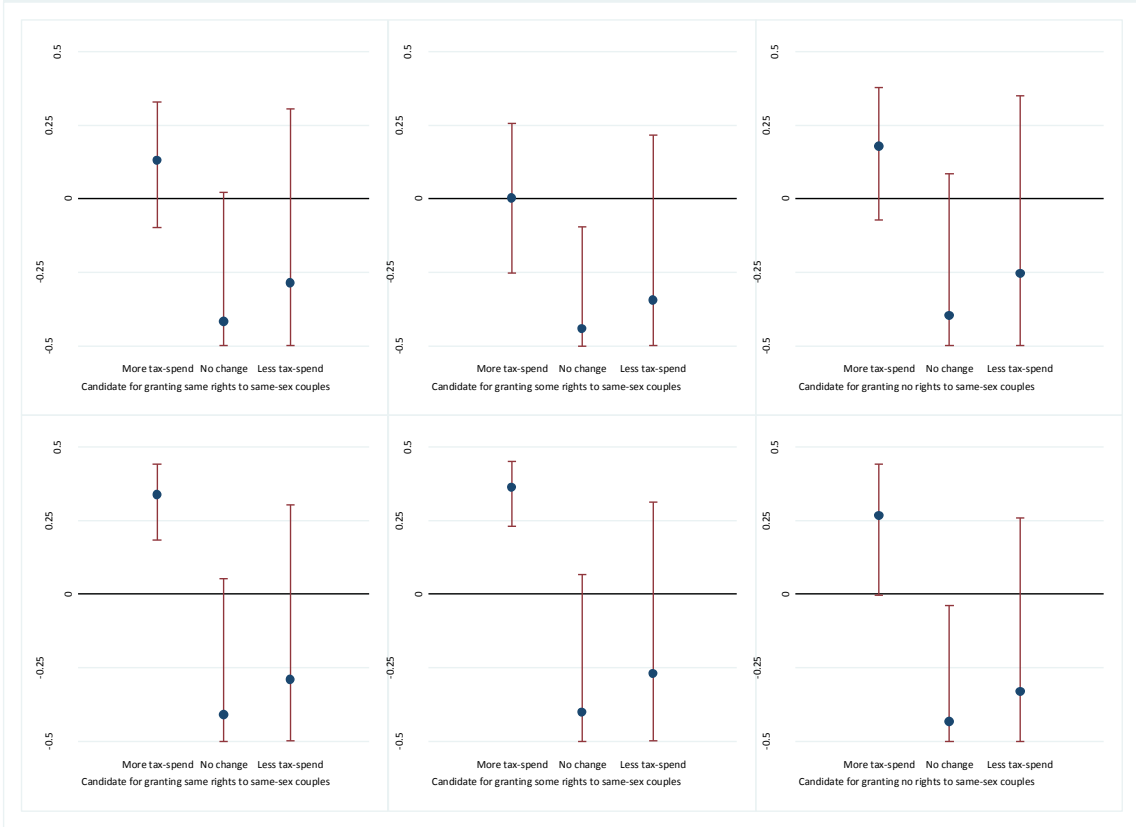 0.5
0.25
0
-0.25
-0.5
More tax-spend No change Less tax-spend
Candidate for granting same rights to same-sex couples
0.5
0.25
0
-0.25
-0.5
More tax-spend No change Less tax-spend
Candidate for granting some rights to same-sex couples
0.5
0.25
0
-0.25
-0.5
More tax-spend No change Less tax-spend
Candidate for granting no rights to same-sex couples
0.5
0.25
0
-0.25
-0.5
More tax-spend No change Less tax-spend
Candidate for granting same rights to same-sex couples
0.5
0.25
0
-0.25
-0.5
More tax-spend No change Less tax-spend
Candidate for granting some rights to same-sex couples
0.5
0.25
0
-0.25
-0.5
More tax-spend No change Less tax-spend
Candidate for granting no rights to same-sex couples